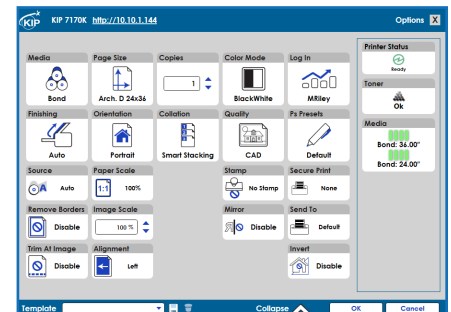 KIP
KIP 7170K http://10.10.1.144
Options X
Media
Page Size
Copies
Color Mode
Log In
Printer Status
Ready
1
Bond
Arch. D 24x36
BlackWhite
MRiley
Toner
Ok
Finishing
Orientation
Collation
Quality
Ps Presets
Media
Bond: 36.00"
Bond: 24.00"
Auto
Portrait
Smart Stacking
CAD
Default
Source
Paper Scale
Stamp
Secure Print
A Auto
1:1 100%
No Stamp
None
Remove Borders
Image Scale
Mirror
Send To
Disable
100 %
Disable
Default
Trim At Image
Alignment
Invert
Disable
Left
Disable
Template
Collapse
OK
Cancel